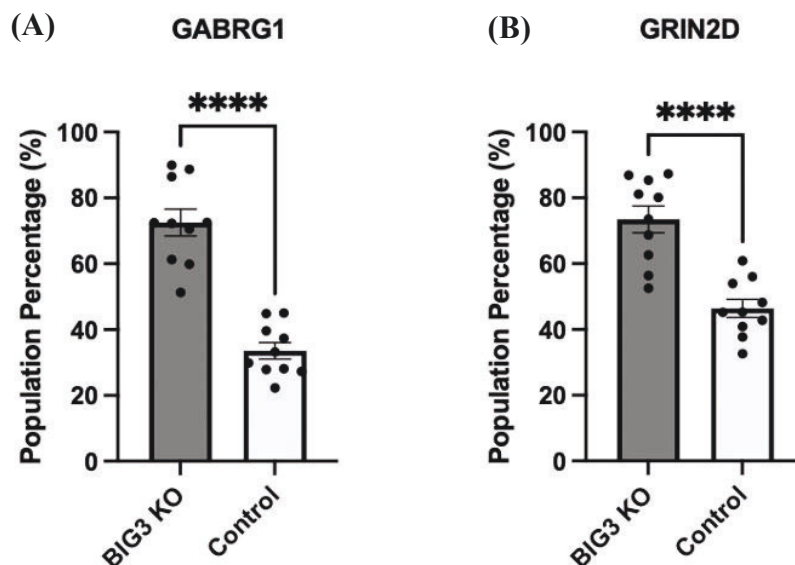 (A) GABRG1
****
Population Percentage (%)
100
80
60
40
20
0
BIG3 KO
Control
(B) GRIN2D
****
Population Percentage (%)
100
80
60
40
20
0
BIG3 KO
Control